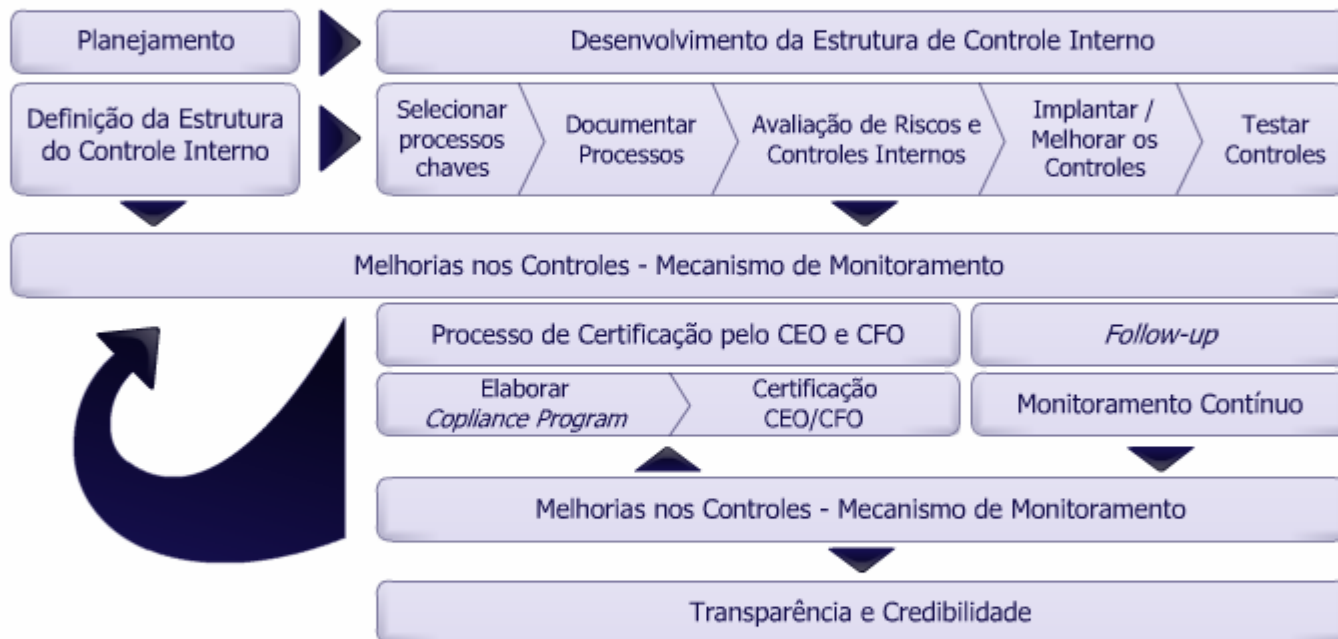 Planejamento
Desenvolvimento da Estrutura de Controle Interno
Definição da Estrutura
do Controle Interno
Selecionar
processos
chaves
Documentar
Processos
Avaliação de Riscos e
Controles Internos
Implantar /
Melhorar os
Controles
Testar
Controles
Melhorias nos Controles - Mecanismo de Monitoramento
Processo de Certificação pelo CEO e CFO
Follow-up
Elaborar
Copliance Program
Certificação
CEO/CFO
Monitoramento Contínuo
Melhorias nos Controles - Mecanismo de Monitoramento
Transparência e Credibilidade